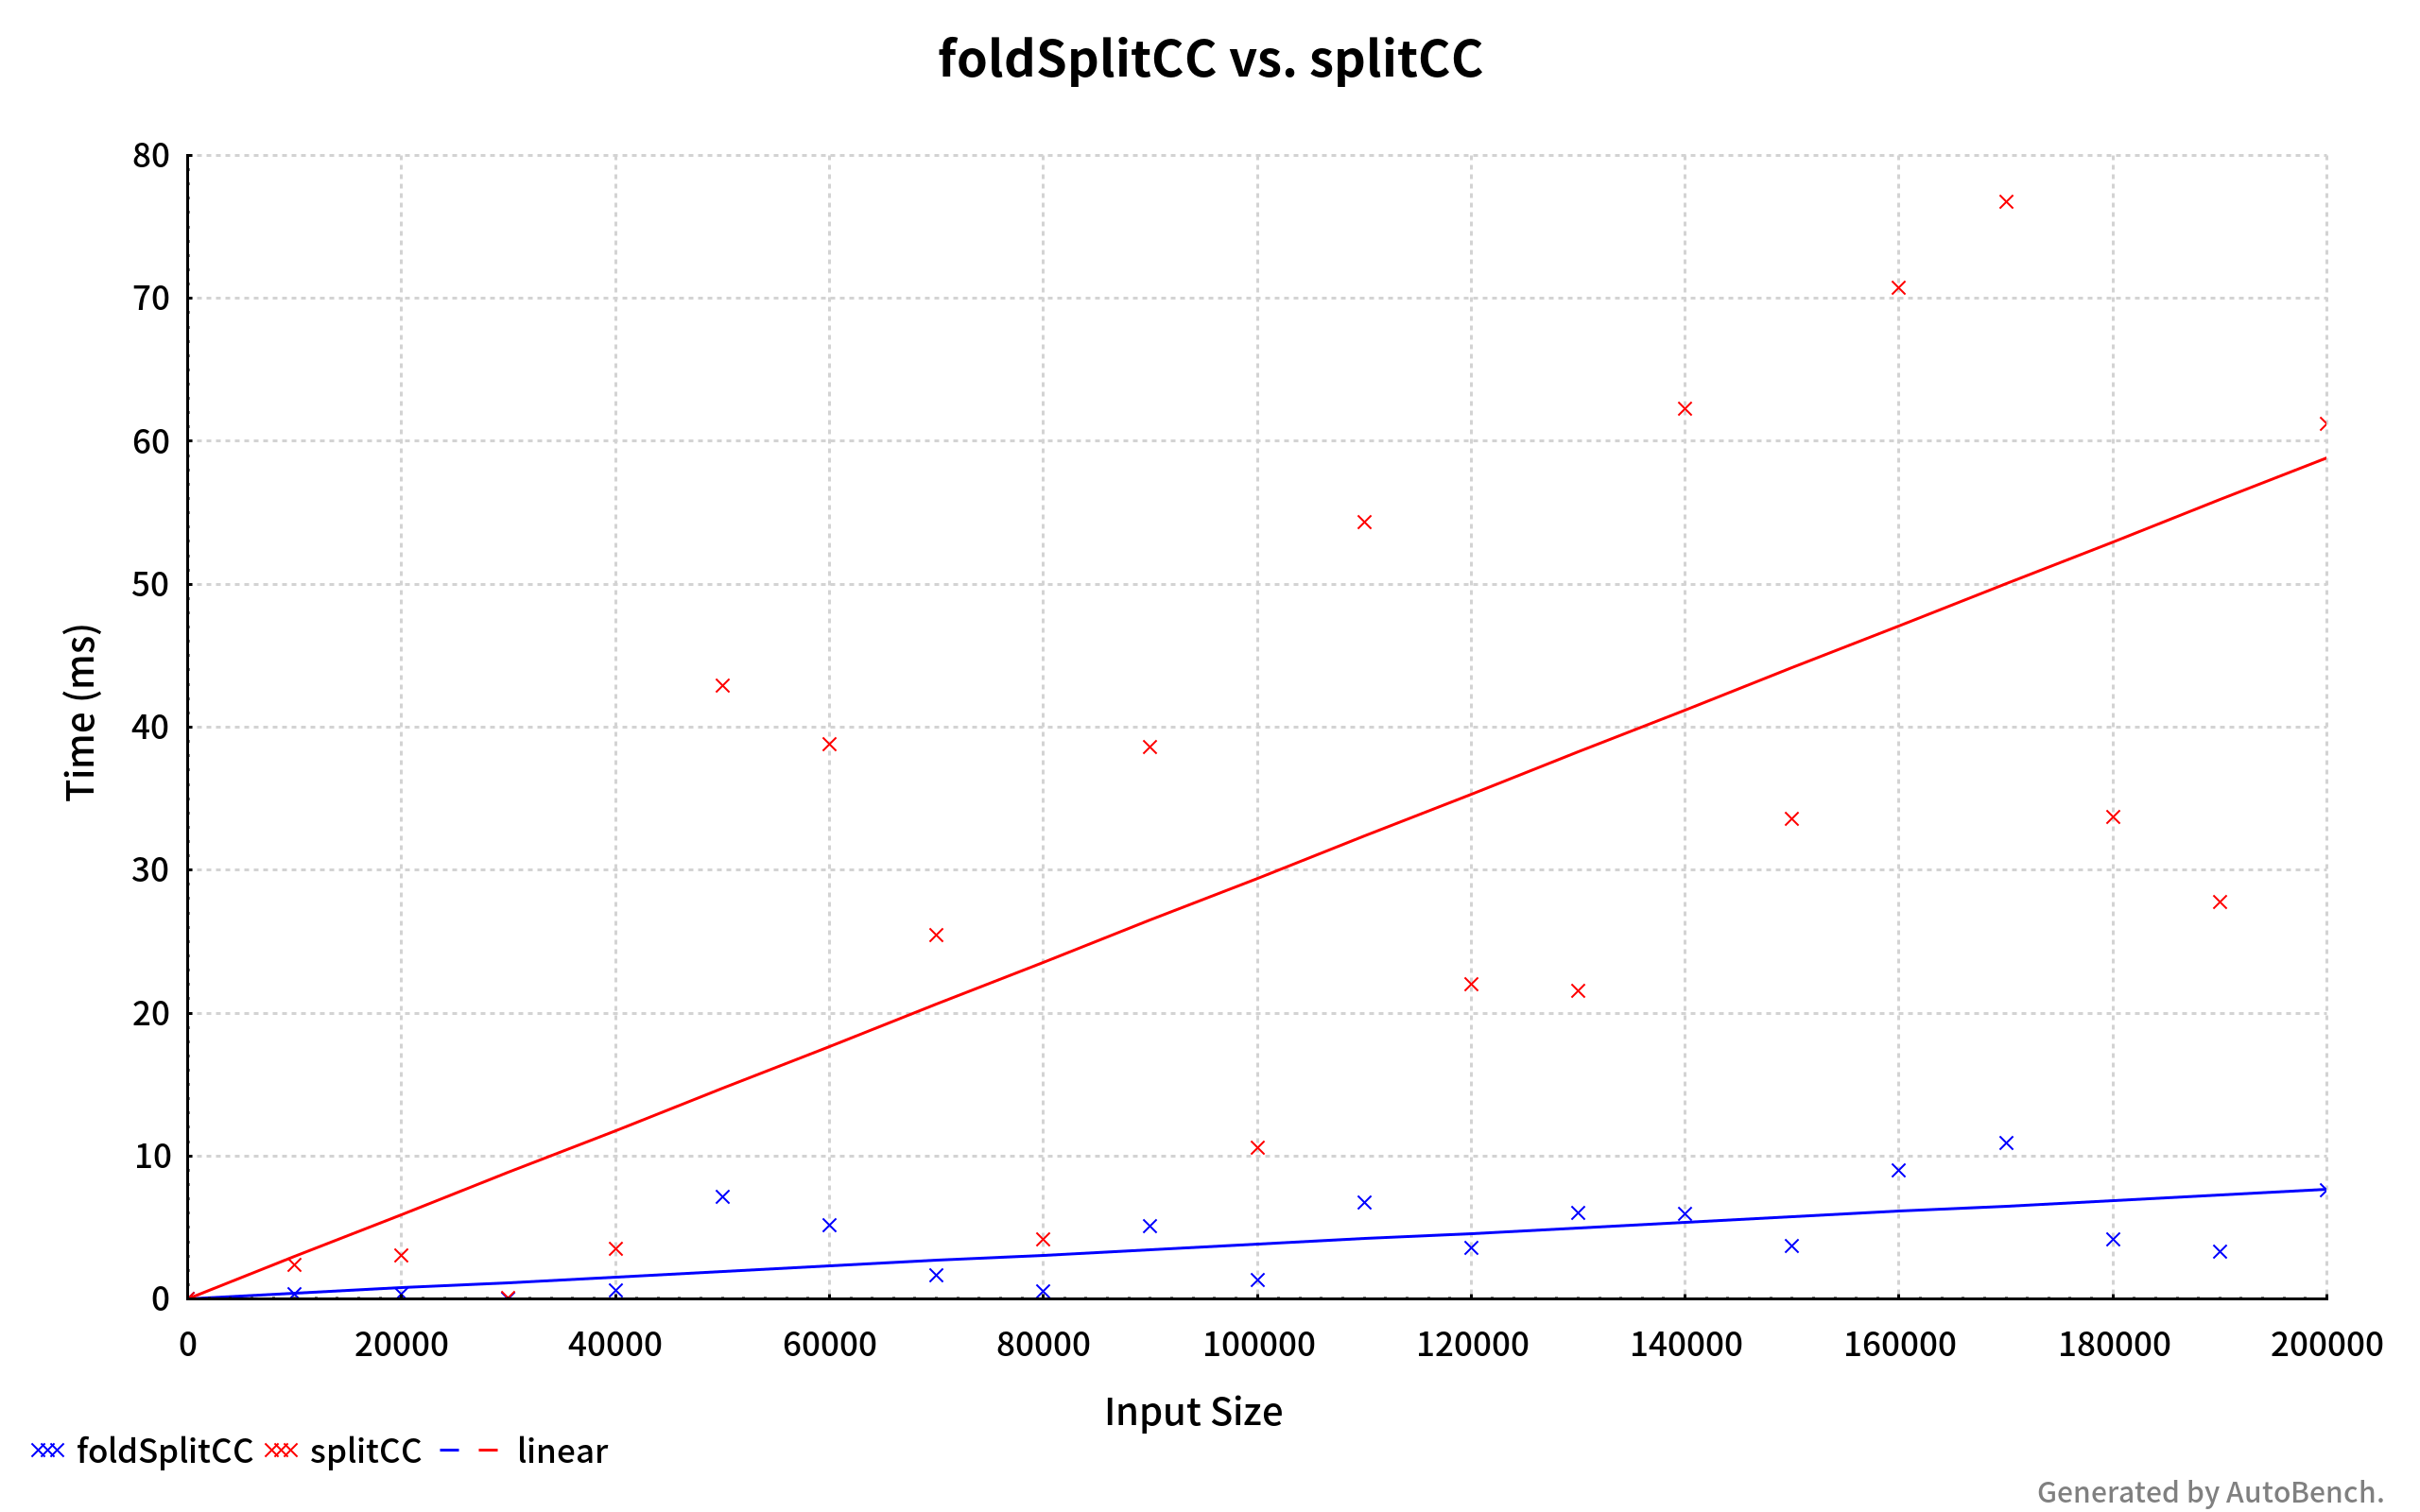 foldSplitCC vs. splitCC
80
70
60
50
40
30
20
10
0
Time (ms)
0 20000 40000 60000 80000 100000 120000 140000 160000 180000 200000
Input Size
foldSplitCC splitCC linear
Generated by AutoBench.